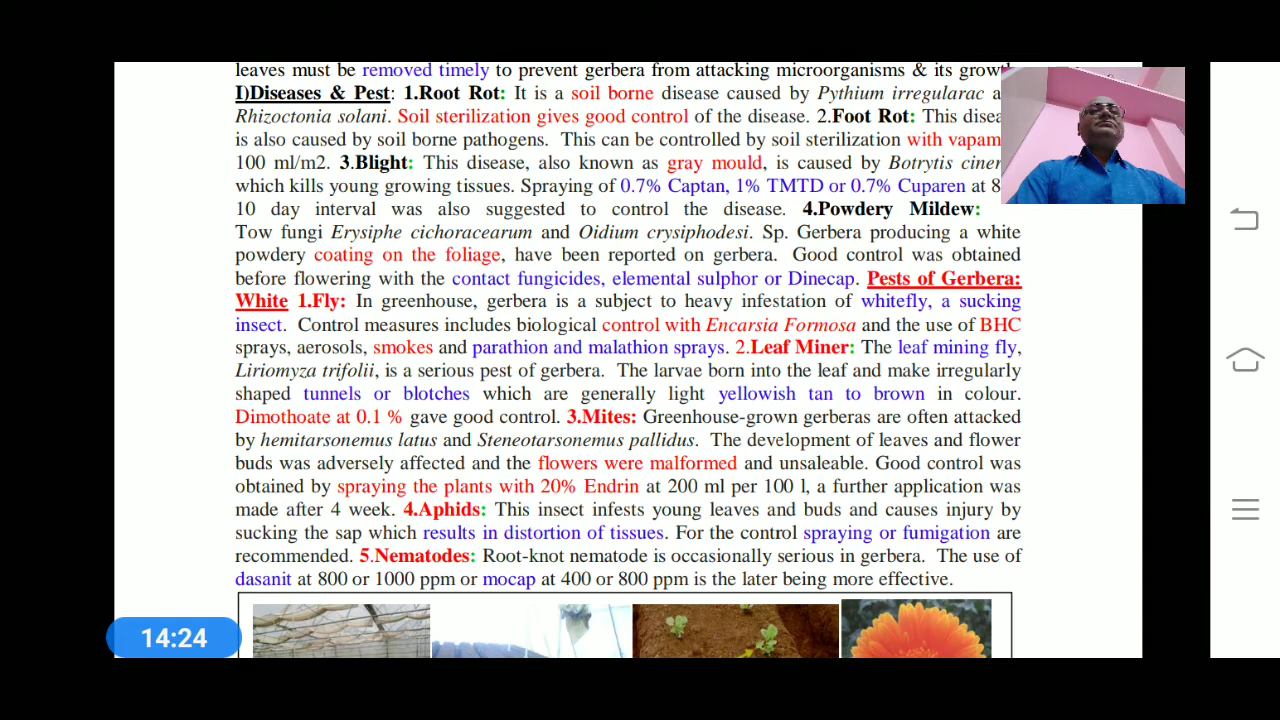 leaves must be removed timely to prevent gerbera from attacking microorganisms & its growth
I)Diseases & Pest: 1.Root Rot: It is a soil borne disease caused by Pythium irregularac
Rhizoctonia solani. Soil sterilization gives good control of the disease. 2.Foot Rot: This
is also caused by soil borne pathogens. This can be controlled by soil sterilization with vapam
100 ml/m2. 3.Blight: This disease, also known as gray mould, is caused by Botrytis
which kills young growing tissues. Spraying of 0.7% Captan, 1% TMTD or 0.7% Cuparen at 8
10 day interval was also suggested to control the disease. 4.Powdery Mildew:
Tow fungi Erysiphe cichoracearum and Oidium crysiphodesi. Sp. Gerbera producing a white
powdery coating on the foliage, have been reported on gerbera. Good control was obtained
before flowering with the contact fungicides, elemental sulphor or Dinecap. Pests of Gerbera:
White 1.Fly: In greenhouse, gerbera is a subject to heavy infestation of whitefly, a sucking
insect. Control measures includes biological control with Encarsia Formosa and the use of BHC
sprays, aerosols, smokes and parathion and malathion sprays. 2.Leaf Miner: The leaf mining fly,
Liriomyza trifolii, is a serious pest of gerbera. The larvae born into the leaf and make irregularly
shaped tunnels or blotches which are generally light yellowish tan to brown in colour.
Dimothoate at 0.1 % gave good control. 3.Mites: Greenhouse-grown gerberas are often attacked
by hemitarsonemus latus and Steneotarsonemus pallidus. The development of leaves and flower
buds was adversely affected and the flowers were malformed and unsaleable. Good control was
obtained by spraying the plants with 20% Endrin at 200 ml per 100 l, a further application was
made after 4 week. 4.Aphids: This insect infests young leaves and buds and causes injury by
sucking the sap which results in distortion of tissues. For the control spraying or fumigation are
recommended. 5.Nematodes: Root-knot nematode is occasionally serious in gerbera. The use of
dasanit at 800 or 1000 ppm or mocap at 400 or 800 ppm is the later being more effective.
14:24